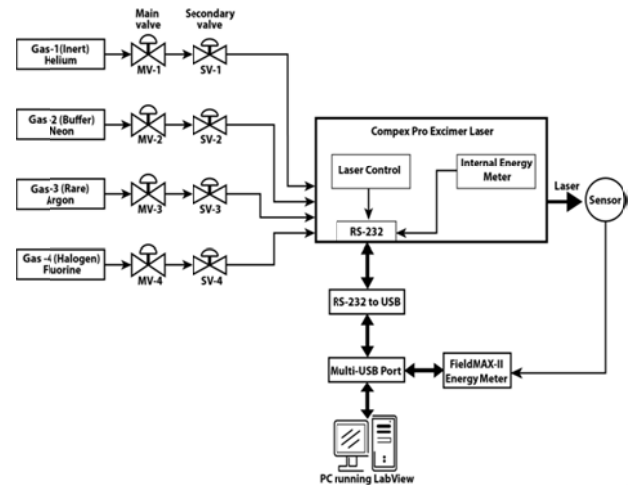 Main
valve
Secondary
valve
Gas-1(Inert)
Helium
MV-1
SV-1
Gas-2 (Buffer)
Neon
MV-2
SV-2
Gas-3 (Rare)
Argon
MV-3
SV-3
Gas-4 (Halogen)
Fluorine
MV-4
SV-4
Compex Pro Excimer Laser
Laser Control
Internal Energy
Meter
RS-232
Laser
Sensor
RS-232 to USB
Multi-USB Port
FieldMAX-II
Energy Meter
PC running LabView